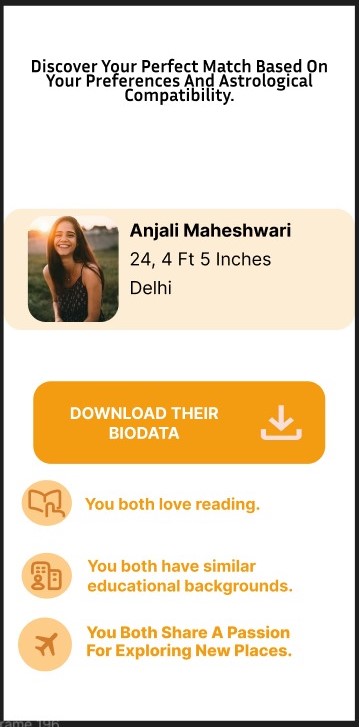 Discover Your Perfect Match Based On
Your Preferences And Astrological
Compatibility.
Anjali Maheshwari
24, 4 Ft 5 Inches
Delhi
DOWNLOAD THEIR
BIODATA
You both love reading.
You both have similar
educational backgrounds.
You Both Share A Passion
For Exploring New Places.